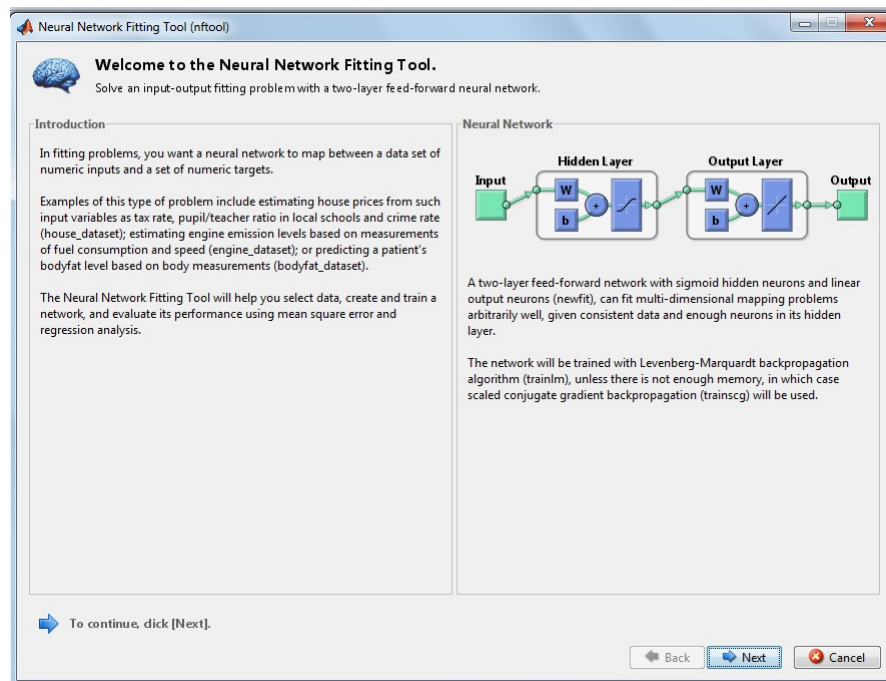 Neural Network Fitting Tool (nftool)
Welcome to the Neural Network Fitting Tool.
Solve an input-output fitting problem with a two-layer feed-forward neural network.
Introduction
In fitting problems, you want a neural network to map between a data set of
numeric inputs and a set of numeric targets.
Examples of this type of problem include estimating house prices from such
input variables as tax rate, pupil/teacher ratio in local schools and crime rate
(house_dataset); estimating engine emission levels based on measurements
of fuel consumption and speed (engine_dataset); or predicting a patient's
bodyfat level based on body measurements (bodyfat_dataset).
The Neural Network Fitting Tool will help you select data, create and train a
network, and evaluate its performance using mean square error and
regression analysis.
Neural Network
Hidden Layer Output Layer
Input Output
W W
+ +
b b
A two-layer feed-forward network with sigmoid hidden neurons and linear
output neurons (newfit), can fit multi-dimensional mapping problems
arbitrarily well, given consistent data and enough neurons in its hidden
layer.
The network will be trained with Levenberg-Marquardt backpropagation
algorithm (trainlm), unless there is not enough memory, in which case
scaled conjugate gradient backpropagation (trainscg) will be used.
To continue, click [Next].
Back Next Cancel